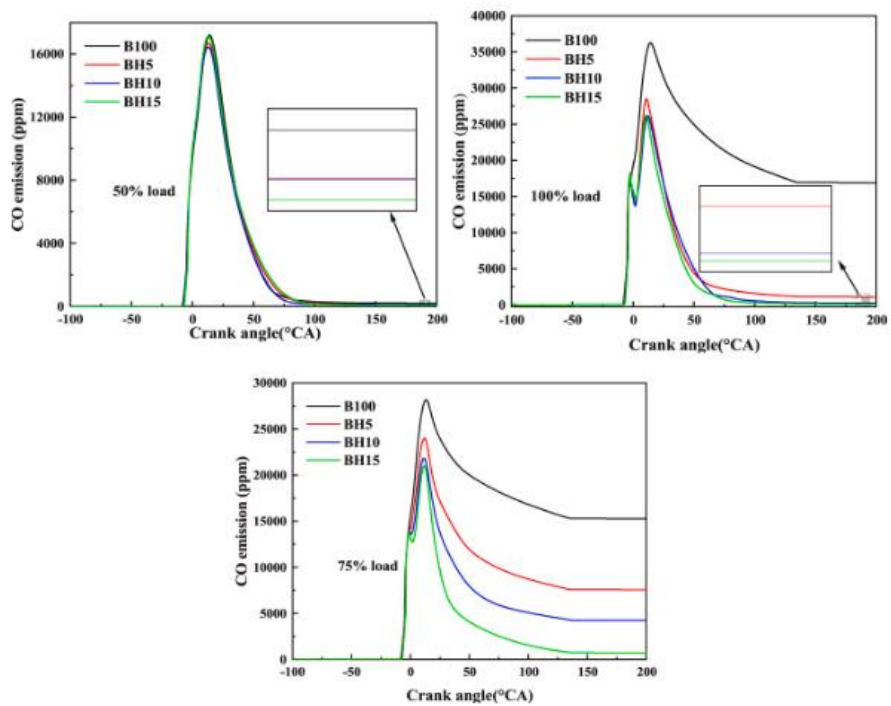 B100
BH5
BH10
BH15
50% load
CO emission (ppm)
16000
12000
8000
4000
0
-100
-50
0
50
100
150
200
Crank angle(°CA)
40000
35000
30000
25000
20000
15000
10000
5000
0
B100
BH5
BH10
BH15
100% load
CO emission (ppm)
-100
-50
0
50
100
150
200
Crank angle(°CA)
30000
25000
20000
15000
10000
5000
0
B100
BH5
BH10
BH15
75% load
CO emission (ppm)
-100
-50
0
50
100
150
200
Crank angle(°CA)